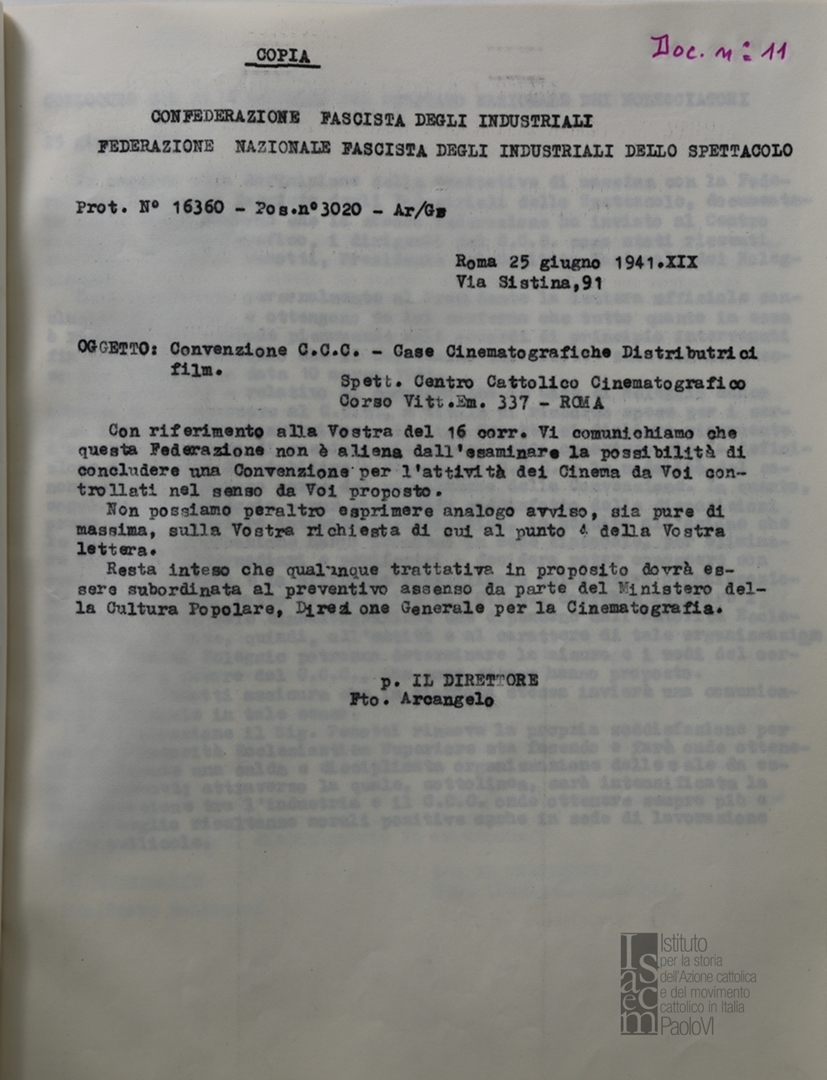 COPIA
Doc. n: 11
CONFEDERAZIONE FASCISTA DEGLI INDUSTRIALI
FEDERAZIONE NAZIONALE FASCISTA DEGLI INDUSTRIALI DELLO SPETTACOLO
Prot. N° 16360 - Pos.n°3020 - Ar/Gs
Roma 25 giugno 1941.XIX
Via Sistina,91
OGGETTO: Convenzione C.C.C. - Case Cinematografiche Distributrici
film.
Spett. Centro Cattolico Cinematografico
Corso Vitt.Em. 337 - ROMA
Con riferimento alla Vostra del 16 corr. Vi comunichiamo che
questa Federazione non è aliena dall'esaminare la possibilità di
concludere una Convenzione per l'attività dei Cinema da Voi con-
trollati nel senso da Voi proposto.
Non possiamo peraltro esprimere analogo avviso, sia pure di
massima, sulla Vostra richiesta di cui al punto 4 della Vostra
lettera.
Resta inteso che qualunque trattativa in proposito dovrà es-
sere subordinata al preventivo assenso da parte del Ministero del-
la Cultura Popolare, Direzione Generale per la Cinematografia.
p. IL DIRETTORE
Fto. Arcangelo
Isacem
Istituto
per la storia
dell'Azione cattolica
e del movimento
cattolico in Italia
PaoloVI